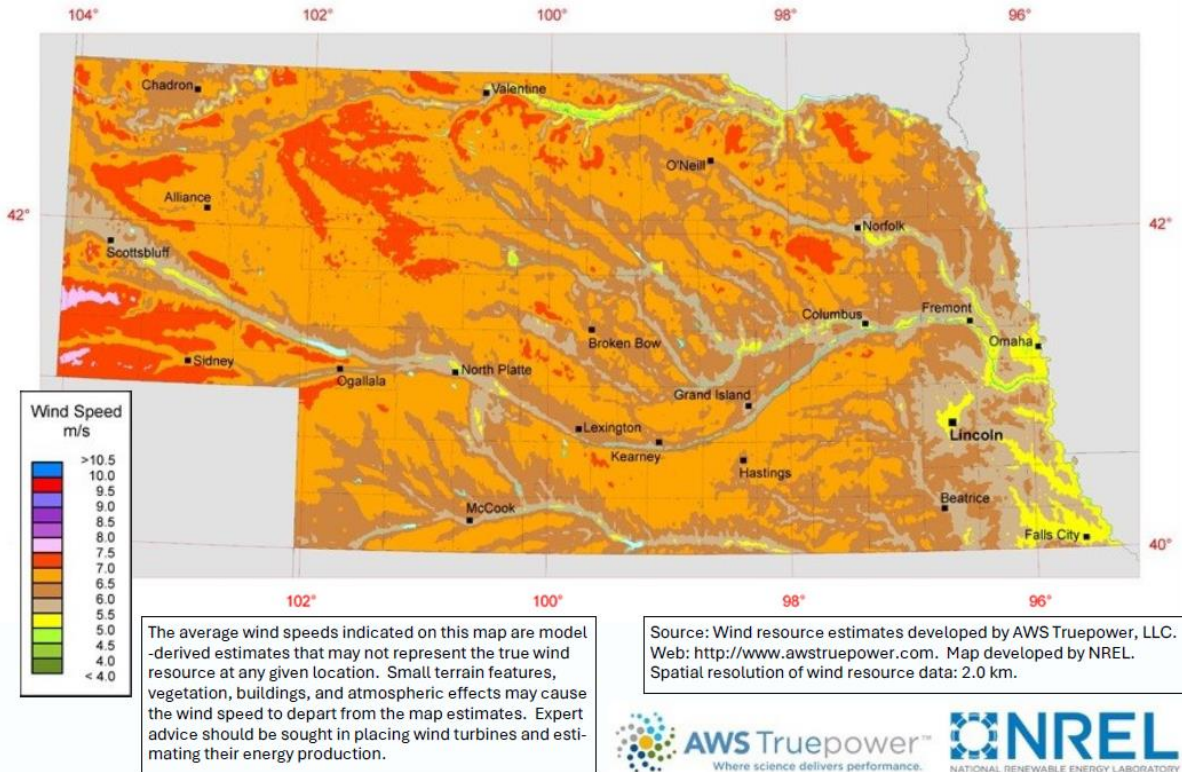 104°
102°
100°
98°
96°
Chadron
Valentine
O'Neill
Alliance
42°
42°
Scottsbluff
Norfolk
Columbus
Fremont
Broken Bow
Omaha
Sidney
Ogallala
North Platte
Grand Island
Lexington
Lincoln
Kearney
Hastings
McCook
Beatrice
Falls City
40°
102°
100°
98°
96°
Wind Speed
m/s
>10.5
10.0
9.5
9.0
8.5
8.0
7.5
7.0
6.5
6.0
5.5
5.0
4.5
4.0
< 4.0
The average wind speeds indicated on this map are model
-derived estimates that may not represent the true wind
resource at any given location. Small terrain features,
vegetation, buildings, and atmospheric effects may cause
the wind speed to depart from the map estimates. Expert
advice should be sought in placing wind turbines and esti-
mating their energy production.
Source: Wind resource estimates developed by AWS Truepower, LLC.
Web: http://www.awstruepower.com. Map developed by NREL.
Spatial resolution of wind resource data: 2.0 km.
AWS Truepower™
Where science delivers performance.
NREL
NATIONAL RENEWABLE ENERGY LABORATORY